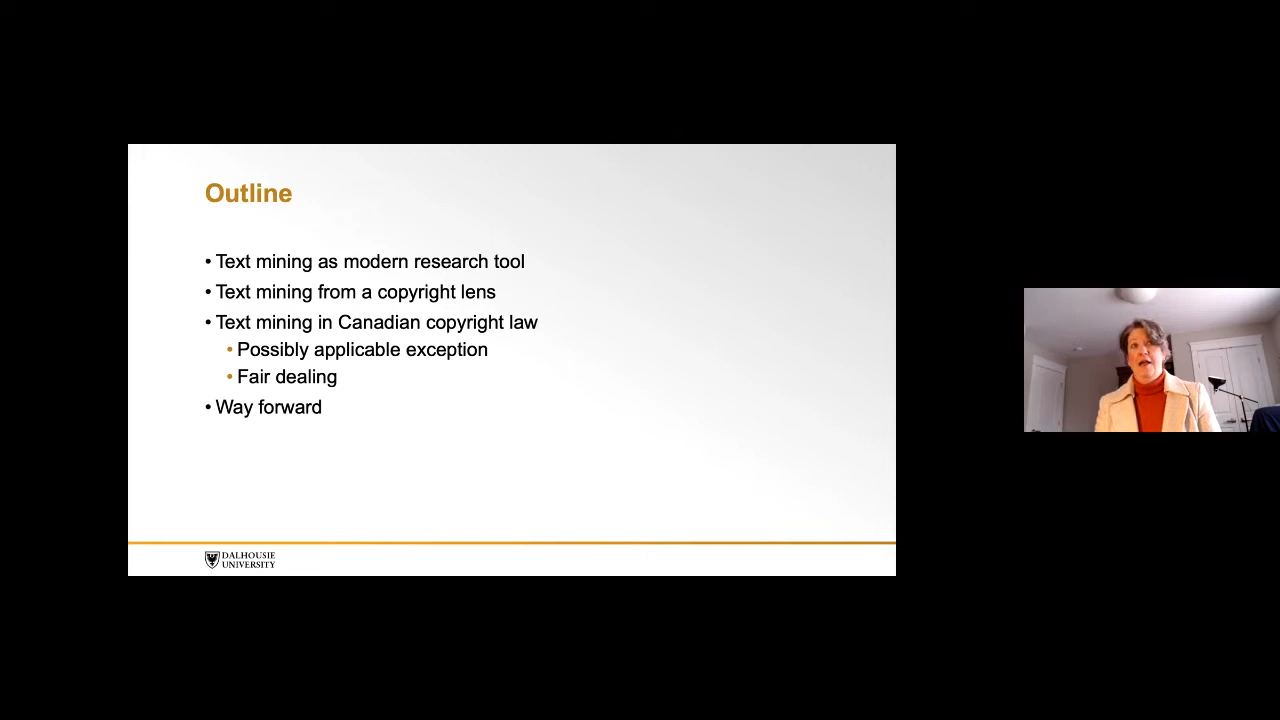 Outline
• Text mining as modern research tool
• Text mining from a copyright lens
• Text mining in Canadian copyright law
• Possibly applicable exception
• Fair dealing
• Way forward
DALHOUSIE
UNIVERSITY